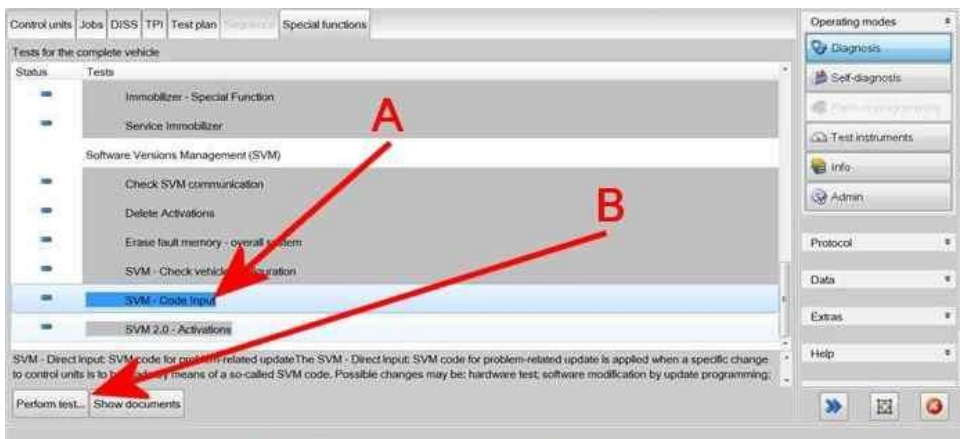 Control units Jobs DISS TPI Test plan Special functions
Tests for the complete vehicle
Status Tests
Immobilizer - Special Function
Service Immobilizer
Software Versions Management (SVM)
Check SVM communication
Delete Activations
Erase fault memory - overall system
SVM - Check vehicle configuration
SVM - Code Input
SVM 2.0 - Activations
SVM - Direct Input: SVM code for problem-related updateThe SVM - Direct Input: SVM code for problem-related update is applied when a specific change
to control units is to be made by means of a so-called SVM code. Possible changes may be: hardware test; software modification by update programming;
Perform test... Show documents
A
B
Operating modes
Diagnosis
Self-diagnosis
Test instruments
Info
Admin
Protocol
Data
Extras
Help